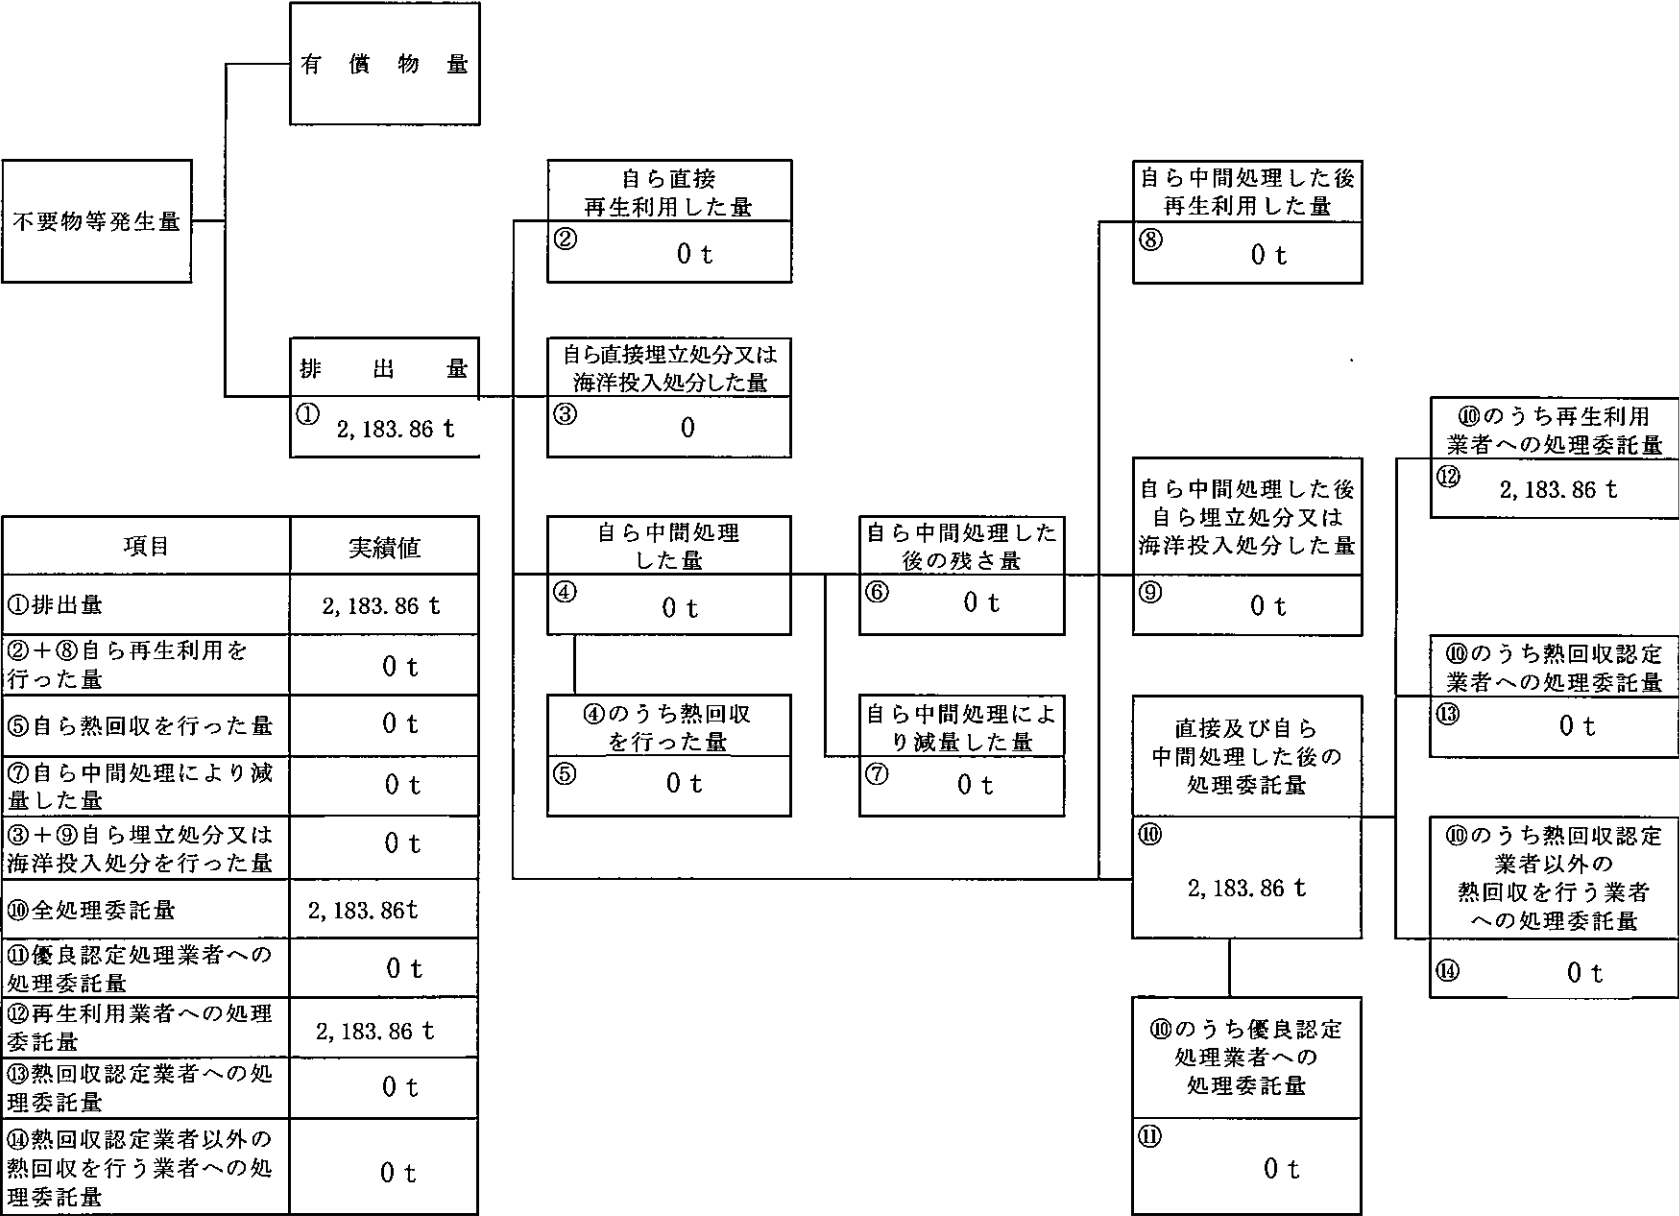 有償物量
不要物等発生量
排出量
①
2,183.86 t
自ら直接
再生利用した量
②
0 t
自ら直接埋立処分又は
海洋投入処分した量
③
0
自ら中間処理
した量
④
0 t
④のうち熱回収
を行った量
⑤
0 t
自ら中間処理した
後の残さ量
⑥
0 t
自ら中間処理によ
り減量した量
⑦
0 t
自ら中間処理した後
再生利用した量
⑧
0 t
自ら中間処理した後
自ら埋立処分又は
海洋投入処分した量
⑨
0 t
直接及び自ら
中間処理した後の
処理委託量
⑩
2,183.86 t
⑩のうち優良認定
処理業者への
処理委託量
⑪
0 t
⑩のうち再生利用
業者への処理委託量
⑫
2,183.86 t
⑩のうち熱回収認定
業者への処理委託量
⑬
0 t
⑩のうち熱回収認定
業者以外の
熱回収を行う業者
への処理委託量
⑭
0 t
項目 実績値
①排出量 2,183.86 t
②+⑧自ら再生利用を
行った量
0 t
⑤自ら熱回収を行った量 0 t
⑦自ら中間処理により減
量した量
0 t
③+⑨自ら埋立処分又は
海洋投入処分を行った量
0 t
⑩全処理委託量 2,183.86t
⑪優良認定処理業者への
処理委託量
0 t
⑫再生利用業者への処理
委託量
2,183.86 t
⑬熱回収認定業者への処
理委託量
0 t
⑭熱回収認定業者以外の
熱回収を行う業者への処
理委託量
0 t